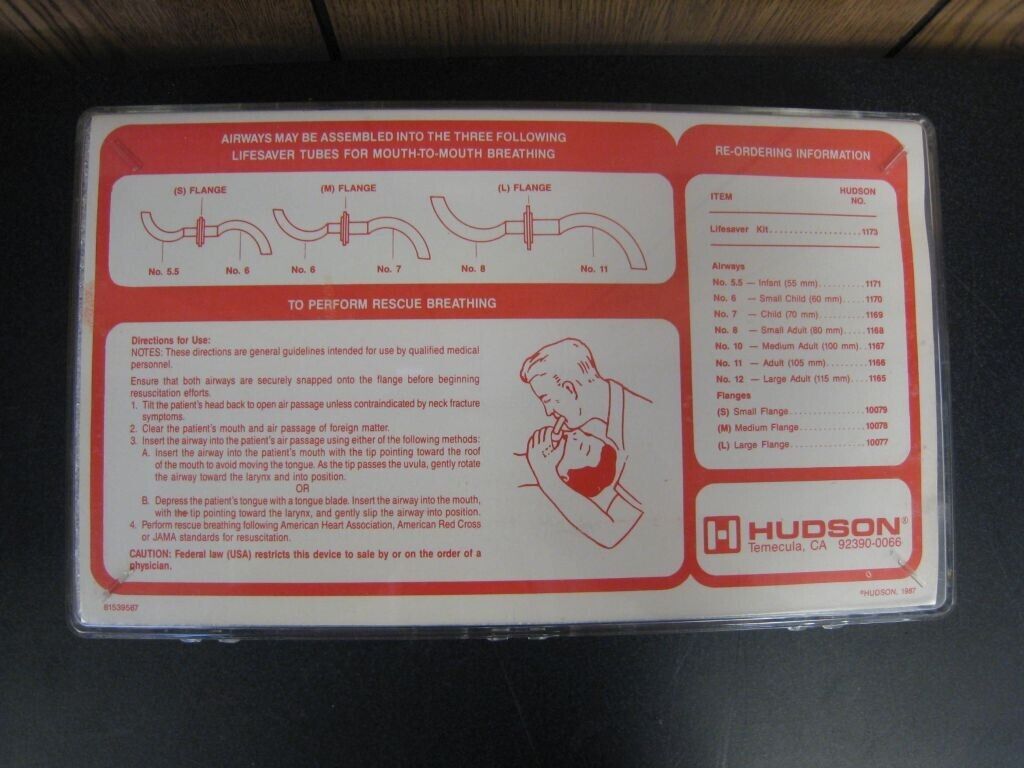 AIRWAYS MAY BE ASSEMBLED INTO THE THREE FOLLOWING
LIFESAVER TUBES FOR MOUTH-TO-MOUTH BREATHING
(S) FLANGE
(M) FLANGE
(L) FLANGE
No. 5.5
No. 6
No. 6
No. 7
No. 8
No. 11
TO PERFORM RESCUE BREATHING
Directions for Use:
NOTES: These directions are general guidelines intended for use by qualified medical
personnel.
Ensure that both airways are securely snapped onto the flange before beginning
resuscitation efforts.
1. Tilt the patient's head back to open air passage unless contraindicated by neck fracture
symptoms.
2. Clear the patient's mouth and air passage of foreign matter.
3. Insert the airway into the patient's air passage using either of the following methods:
A. Insert the airway into the patient's mouth with the tip pointing toward the roof
of the mouth to avoid moving the tongue. As the tip passes the uvula, gently rotate
the airway toward the larynx and into position.
OR
B. Depress the patient's tongue with a tongue blade. Insert the airway into the mouth,
with the tip pointing toward the larynx, and gently slip the airway into position.
4. Perform rescue breathing following American Heart Association, American Red Cross
or JAMA standards for resuscitation.
CAUTION: Federal law (USA) restricts this device to sale by or on the order of a
physician.
81539587
RE-ORDERING INFORMATION
ITEM HUDSON
NO.
Lifesaver Kit....................1173
Airways
No. 5.5 — Infant (55 mm)..........1171
No. 6 — Small Child (60 mm)......1170
No. 7 — Child (70 mm)..........1169
No. 8 — Small Adult (80 mm).....1168
No. 10 — Medium Adult (100 mm)..1167
No. 11 — Adult (105 mm).........1166
No. 12 — Large Adult (115 mm)....1165
Flanges
(S) Small Flange.................10079
(M) Medium Flange...............10078
(L) Large Flange.................10077
H HUDSON®
Temecula, CA 92390-0066
©HUDSON, 1987